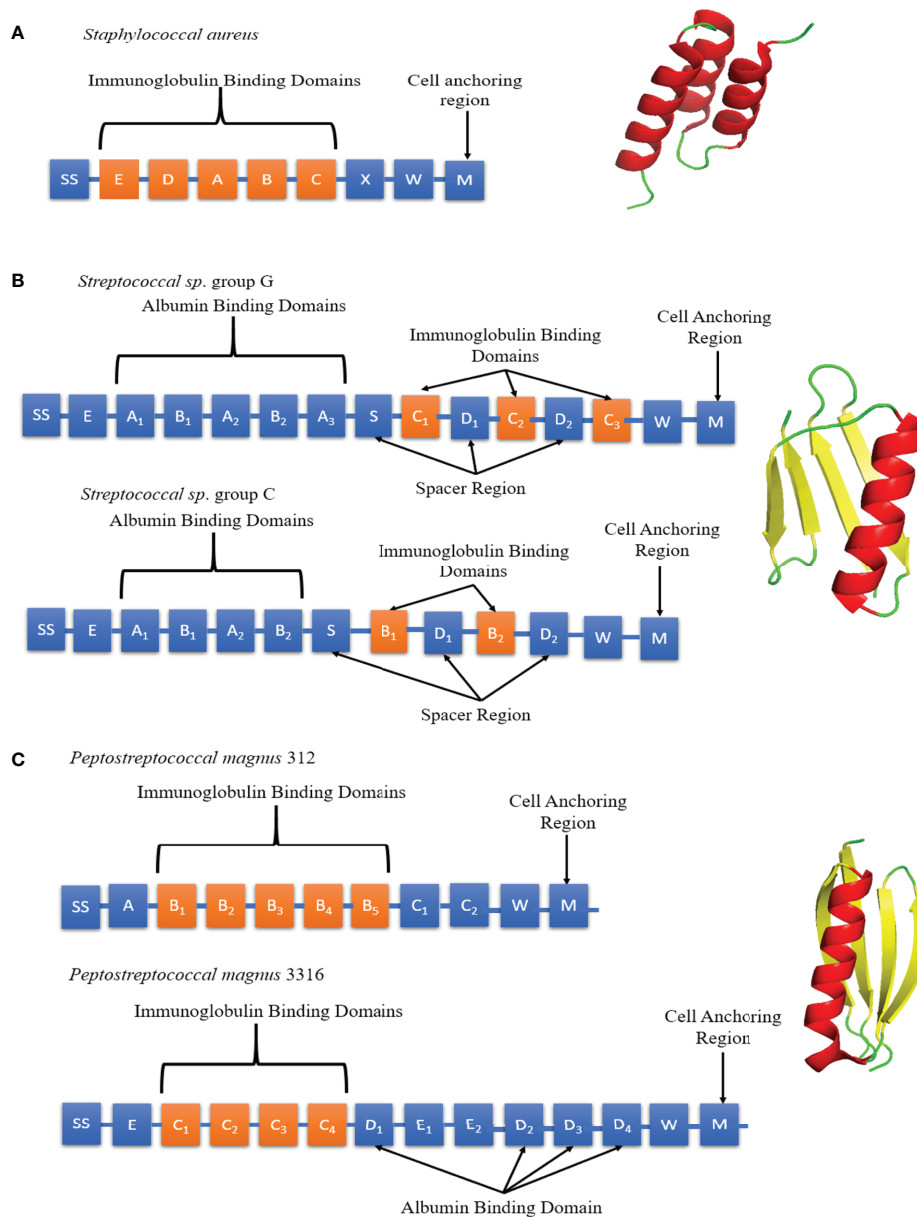 A
Staphylococcal aureus
Immunoglobulin Binding Domains
Cell anchoring
region
SS E D A B C X W M
B
Streptococcal sp. group G
Albumin Binding Domains
Immunoglobulin Binding
Domains
Cell Anchoring
Region
SS E A₁ B₁ A₂ B₂ A₃ S C₁ D₁ C₂ D₂ C₃ W M
Spacer Region
Streptococcal sp. group C
Albumin Binding Domains
Immunoglobulin Binding
Domains
Cell Anchoring
Region
SS E A₁ B₁ A₂ B₂ S B₁ D₁ B₂ D₂ W M
Spacer Region
C
Peptostreptococcal magnus 312
Immunoglobulin Binding Domains
Cell Anchoring
Region
SS A B₁ B₂ B₃ B₄ B₅ C₁ C₂ W M
Peptostreptococcal magnus 3316
Immunoglobulin Binding Domains
Cell Anchoring
Region
SS E C₁ C₂ C₃ C₄ D₁ E₁ E₂ D₂ D₃ D₄ W M
Albumin Binding Domain